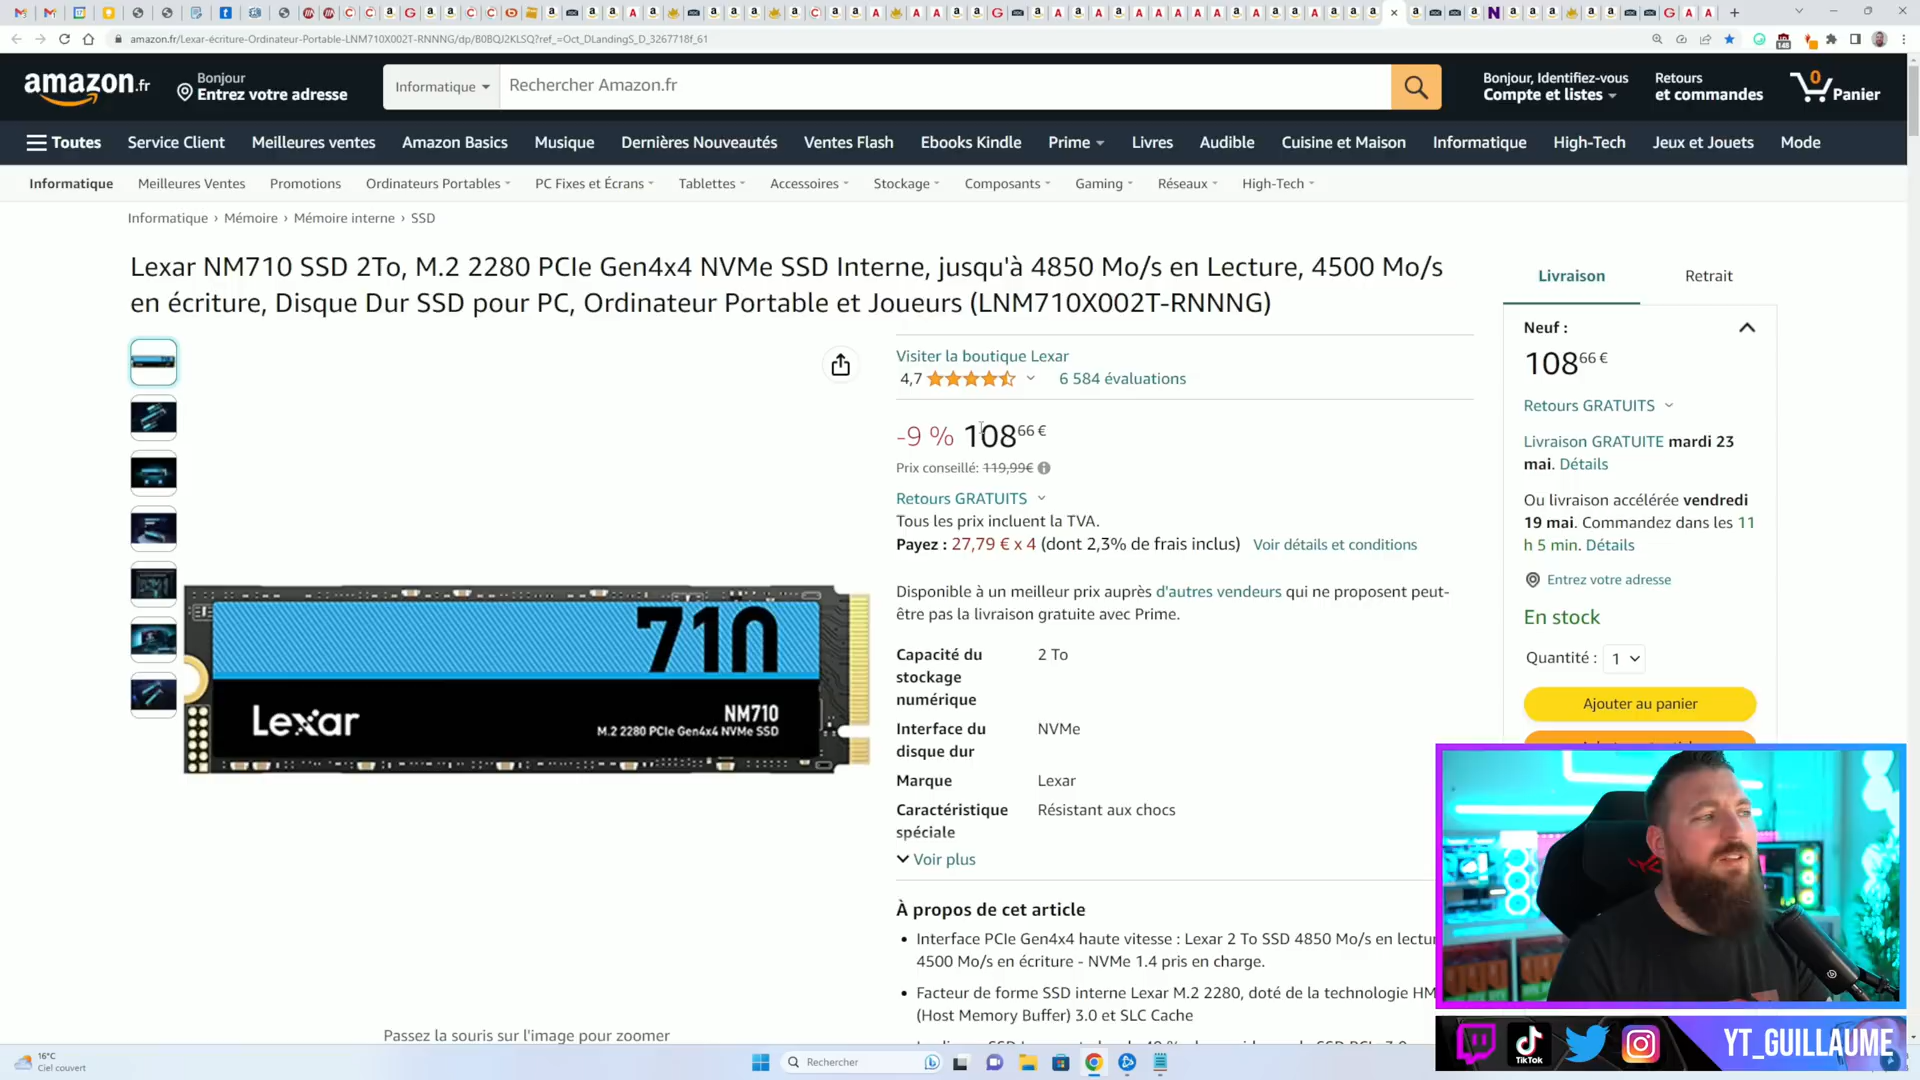 amazon.fr/Lexar-écriture-Ordinateur-Portable-LNM710X002T-RNNNG/dp/B0BQJ2KLSQ?ref_=Oct_DLandingS_D_3267718f_61
amazon.fr
Bonjour
Entrez votre adresse
Informatique
Rechercher Amazon.fr
Bonjour, Identifiez-vous
Compte et listes
Retours
et commandes
0
Panier
Toutes
Service Client
Meilleures ventes
Amazon Basics
Musique
Dernières Nouveautés
Ventes Flash
Ebooks Kindle
Prime
Livres
Audible
Cuisine et Maison
Informatique
High-Tech
Jeux et Jouets
Mode
Informatique
Meilleures Ventes
Promotions
Ordinateurs Portables
PC Fixes et Écrans
Tablettes
Accessoires
Stockage
Composants
Gaming
Réseaux
High-Tech
Informatique › Mémoire › Mémoire interne › SSD
Lexar NM710 SSD 2To, M.2 2280 PCIe Gen4x4 NVMe SSD Interne, jusqu'à 4850 Mo/s en Lecture, 4500 Mo/s
en écriture, Disque Dur SSD pour PC, Ordinateur Portable et Joueurs (LNM710X002T-RNNNG)
710
Lexar
NM710
M.2 2280 PCIe Gen4x4 NVMe SSD
Passez la souris sur l'image pour zoomer
Visiter la boutique Lexar
4,7
6 584 évaluations
-9 % 108 66 €
Prix conseillé: 119,99€
Retours GRATUITS
Tous les prix incluent la TVA.
Payez : 27,79 € x 4 (dont 2,3% de frais inclus) Voir détails et conditions
Disponible à un meilleur prix auprès d'autres vendeurs qui ne proposent peut-
être pas la livraison gratuite avec Prime.
Capacité du
stockage
numérique
2 To
Interface du
disque dur
NVMe
Marque
Lexar
Caractéristique
spéciale
Résistant aux chocs
Voir plus
À propos de cet article
• Interface PCIe Gen4x4 haute vitesse : Lexar 2 To SSD 4850 Mo/s en lectur
4500 Mo/s en écriture - NVMe 1.4 pris en charge.
• Facteur de forme SSD interne Lexar M.2 2280, doté de la technologie HM
(Host Memory Buffer) 3.0 et SLC Cache
Livraison
Retrait
Neuf :
108 66 €
Retours GRATUITS
Livraison GRATUITE mardi 23
mai. Détails
Ou livraison accélérée vendredi
19 mai. Commandez dans les 11
h 5 min. Détails
Entrez votre adresse
En stock
Quantité : 1
Ajouter au panier
TikTok
YT_GUILLAUME
16°C
Ciel couvert
Rechercher